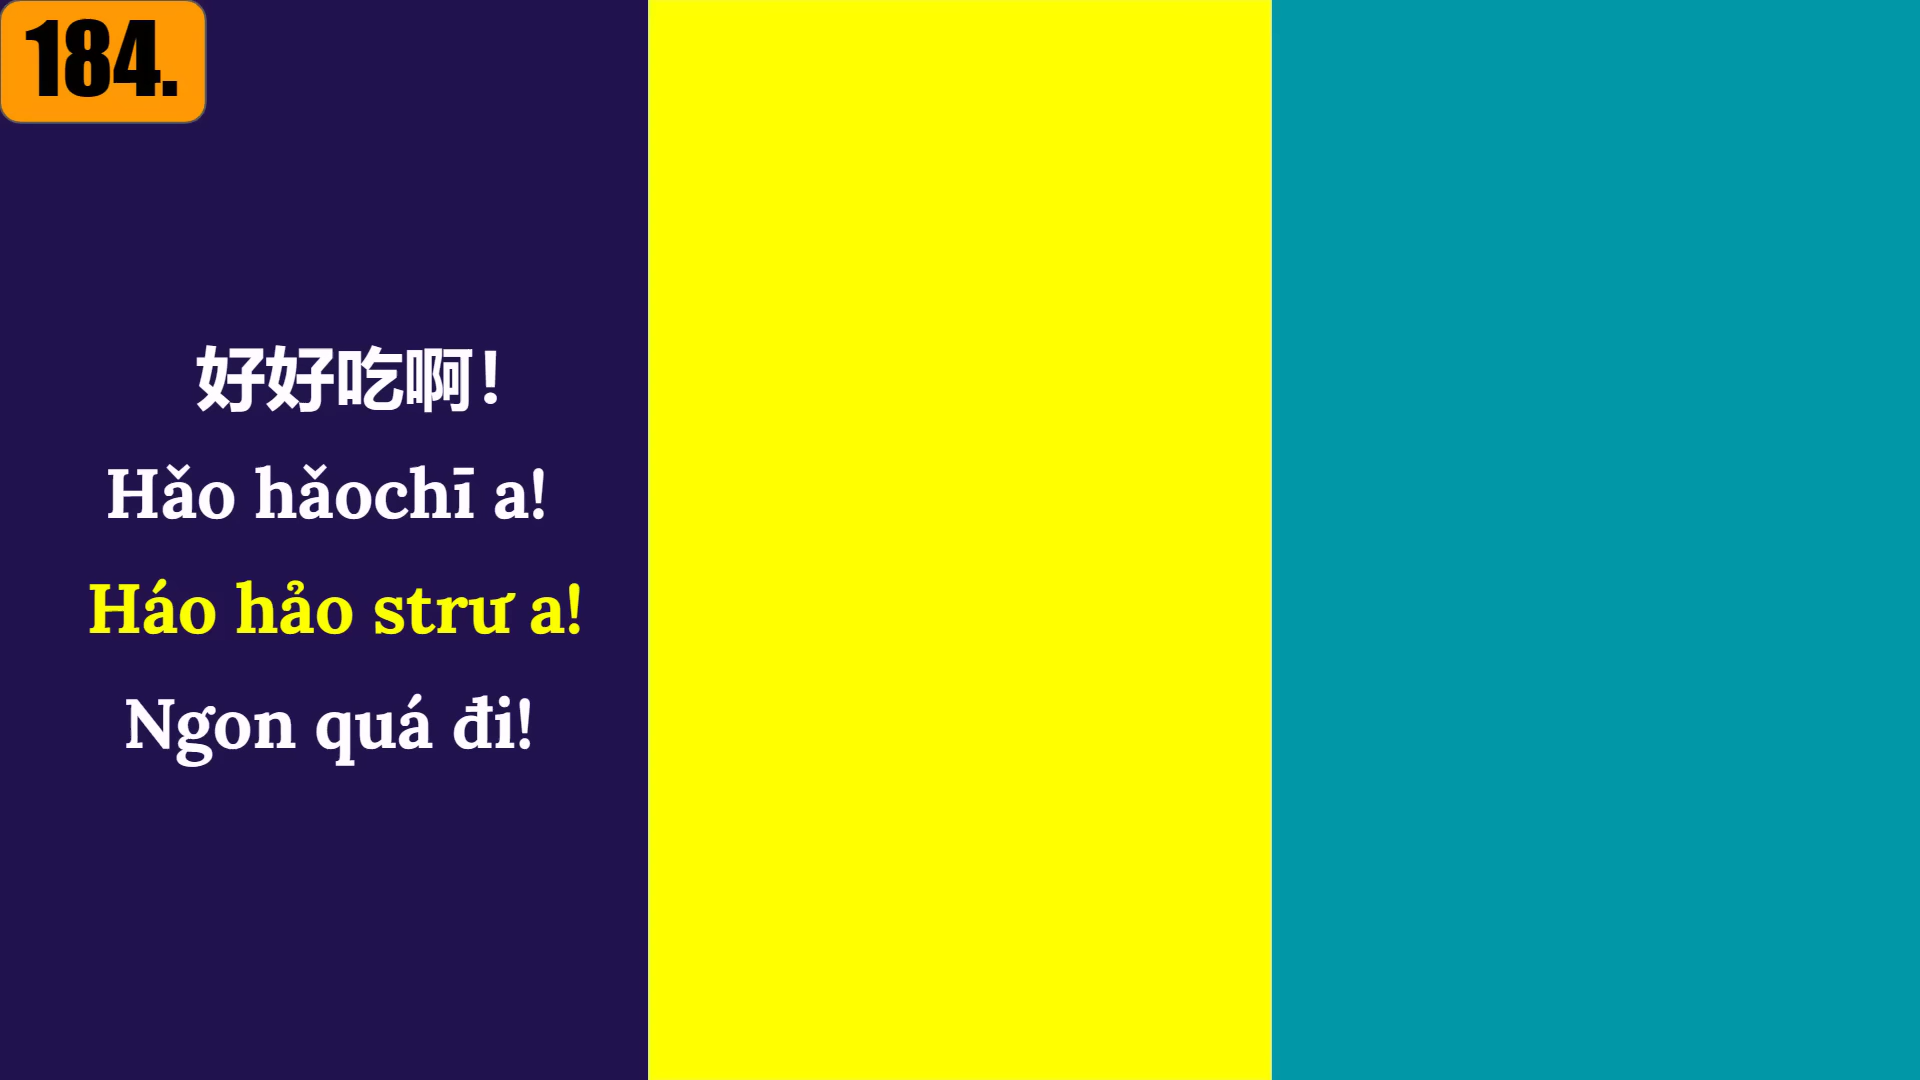 184.
好好吃啊！
Hǎo hǎochī a!
Háo hảo strư a!
Ngon quá đi!